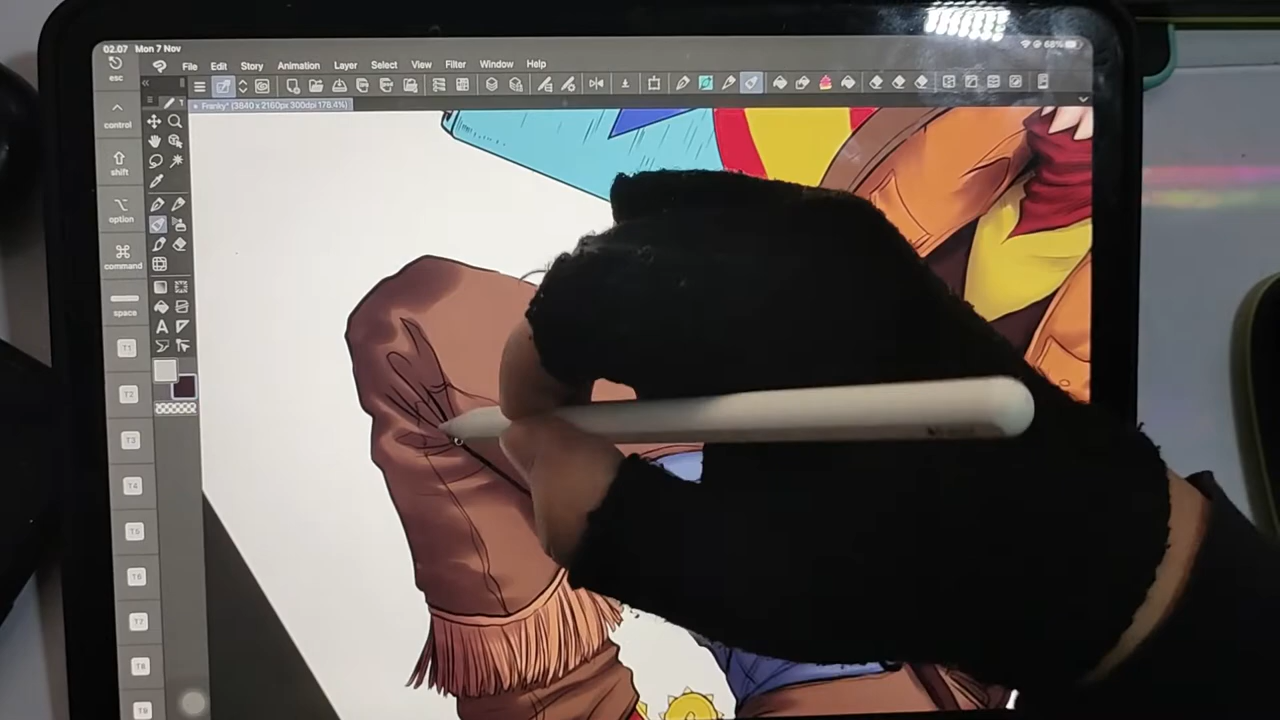 02.07 Mon 7 Nov 68%
esc
File Edit Story Animation Layer Select View Filter Window Help
Franky* (3840 x 2160px 300dpi 178.4%)
control
shift
option
command
space
T1
T2
T3
T4
T5
T6
T7
T8
T9